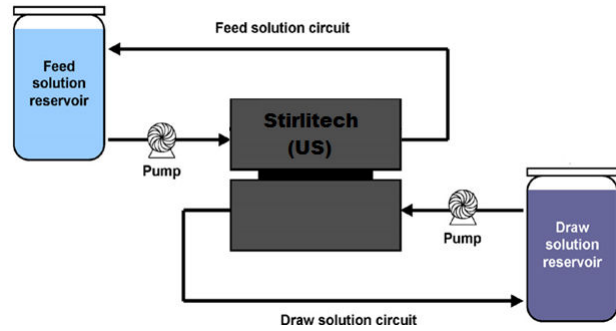 Feed solution circuit
Feed
solution
reservoir
Stirlitech
(US)
Pump
Pump
Draw
solution
reservoir
Draw solution circuit